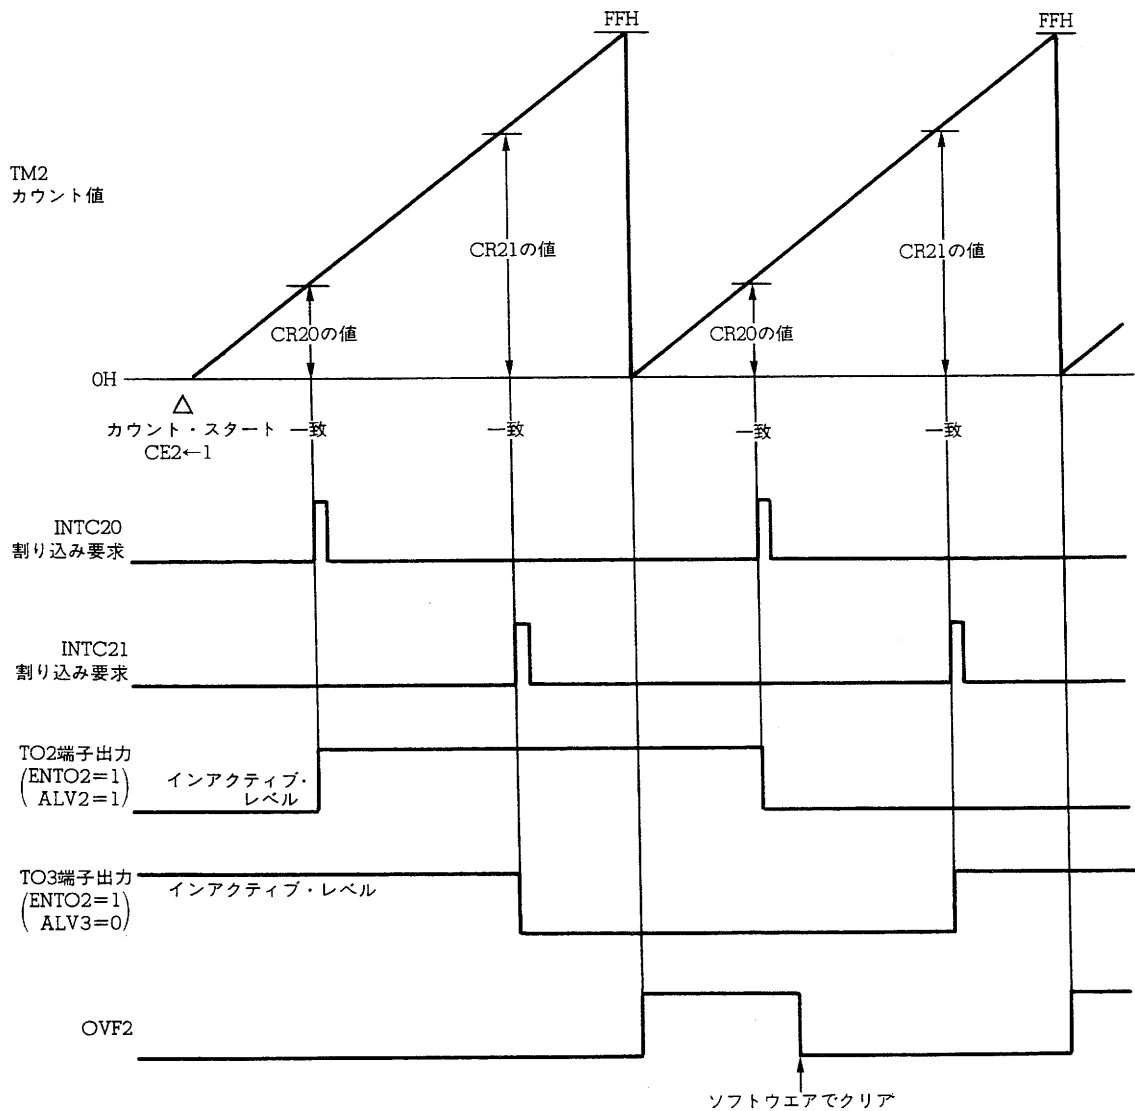 FFH
FFH
TM2
カウント値
CR21の値
CR21の値
CR20の値
CR20の値
0H
カウント・スタート
CE2←1
一致
一致
一致
一致
INTC20
割り込み要求
INTC21
割り込み要求
TO2端子出力
(ENTO2=1
ALV2=1)
インアクティブ・
レベル
TO3端子出力
(ENTO2=1
ALV3=0)
インアクティブ・レベル
OVF2
ソフトウエアでクリア